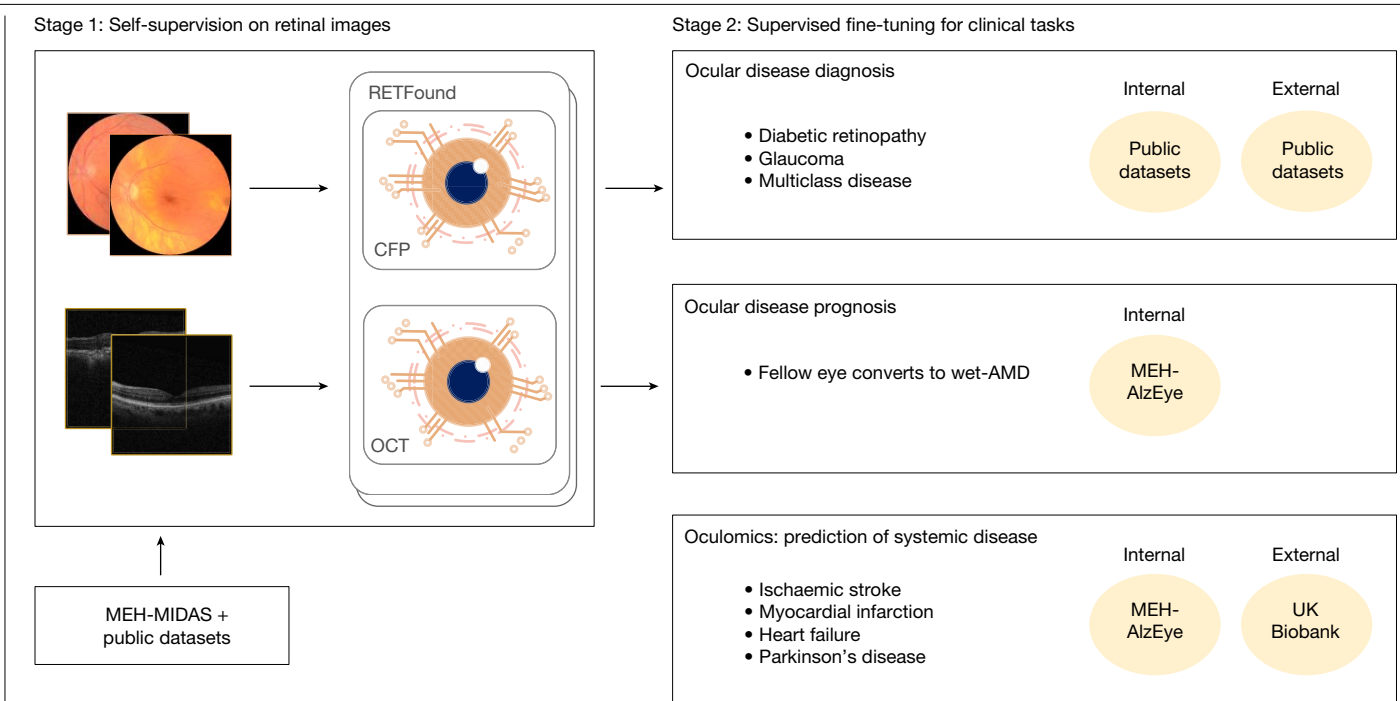 Stage 1: Self-supervision on retinal images
RETFound
CFP
OCT
MEH-MIDAS +
public datasets
Stage 2: Supervised fine-tuning for clinical tasks
Ocular disease diagnosis
• Diabetic retinopathy
• Glaucoma
• Multiclass disease
Internal
Public
datasets
External
Public
datasets
Ocular disease prognosis
• Fellow eye converts to wet-AMD
Internal
MEH-
AlzEye
Oculomics: prediction of systemic disease
• Ischaemic stroke
• Myocardial infarction
• Heart failure
• Parkinson's disease
Internal
MEH-
AlzEye
External
UK
Biobank